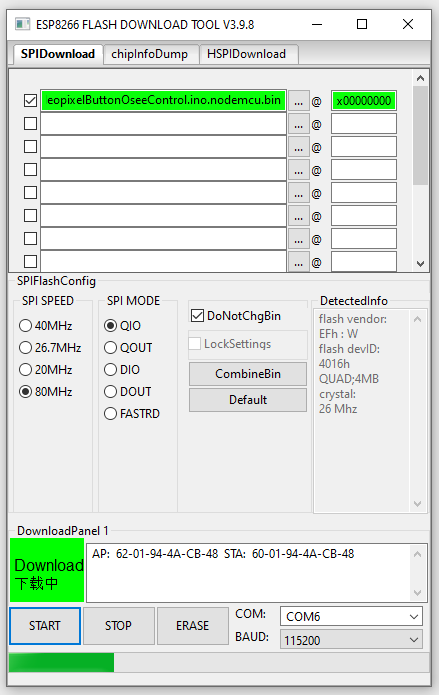 ESP8266 FLASH DOWNLOAD TOOL V3.9.8
SPIDownload chipInfoDump HSPIDownload
eopixelButtonOseeControl.ino.nodemcu.bin ... @ x00000000
... @
... @
... @
... @
... @
... @
... @
SPIFlashConfig
SPI SPEED
40MHz
26.7MHz
20MHz
80MHz
SPI MODE
QIO
QOUT
DIO
DOUT
FASTRD
DoNotChgBin
LockSettings
CombineBin
Default
DetectedInfo
flash vendor:
EFh : W
flash devID:
4016h
QUAD;4MB
crystal:
26 Mhz
DownloadPanel 1
Download
下载中
AP: 62-01-94-4A-CB-48 STA: 60-01-94-4A-CB-48
START STOP ERASE
COM: COM6
BAUD: 115200